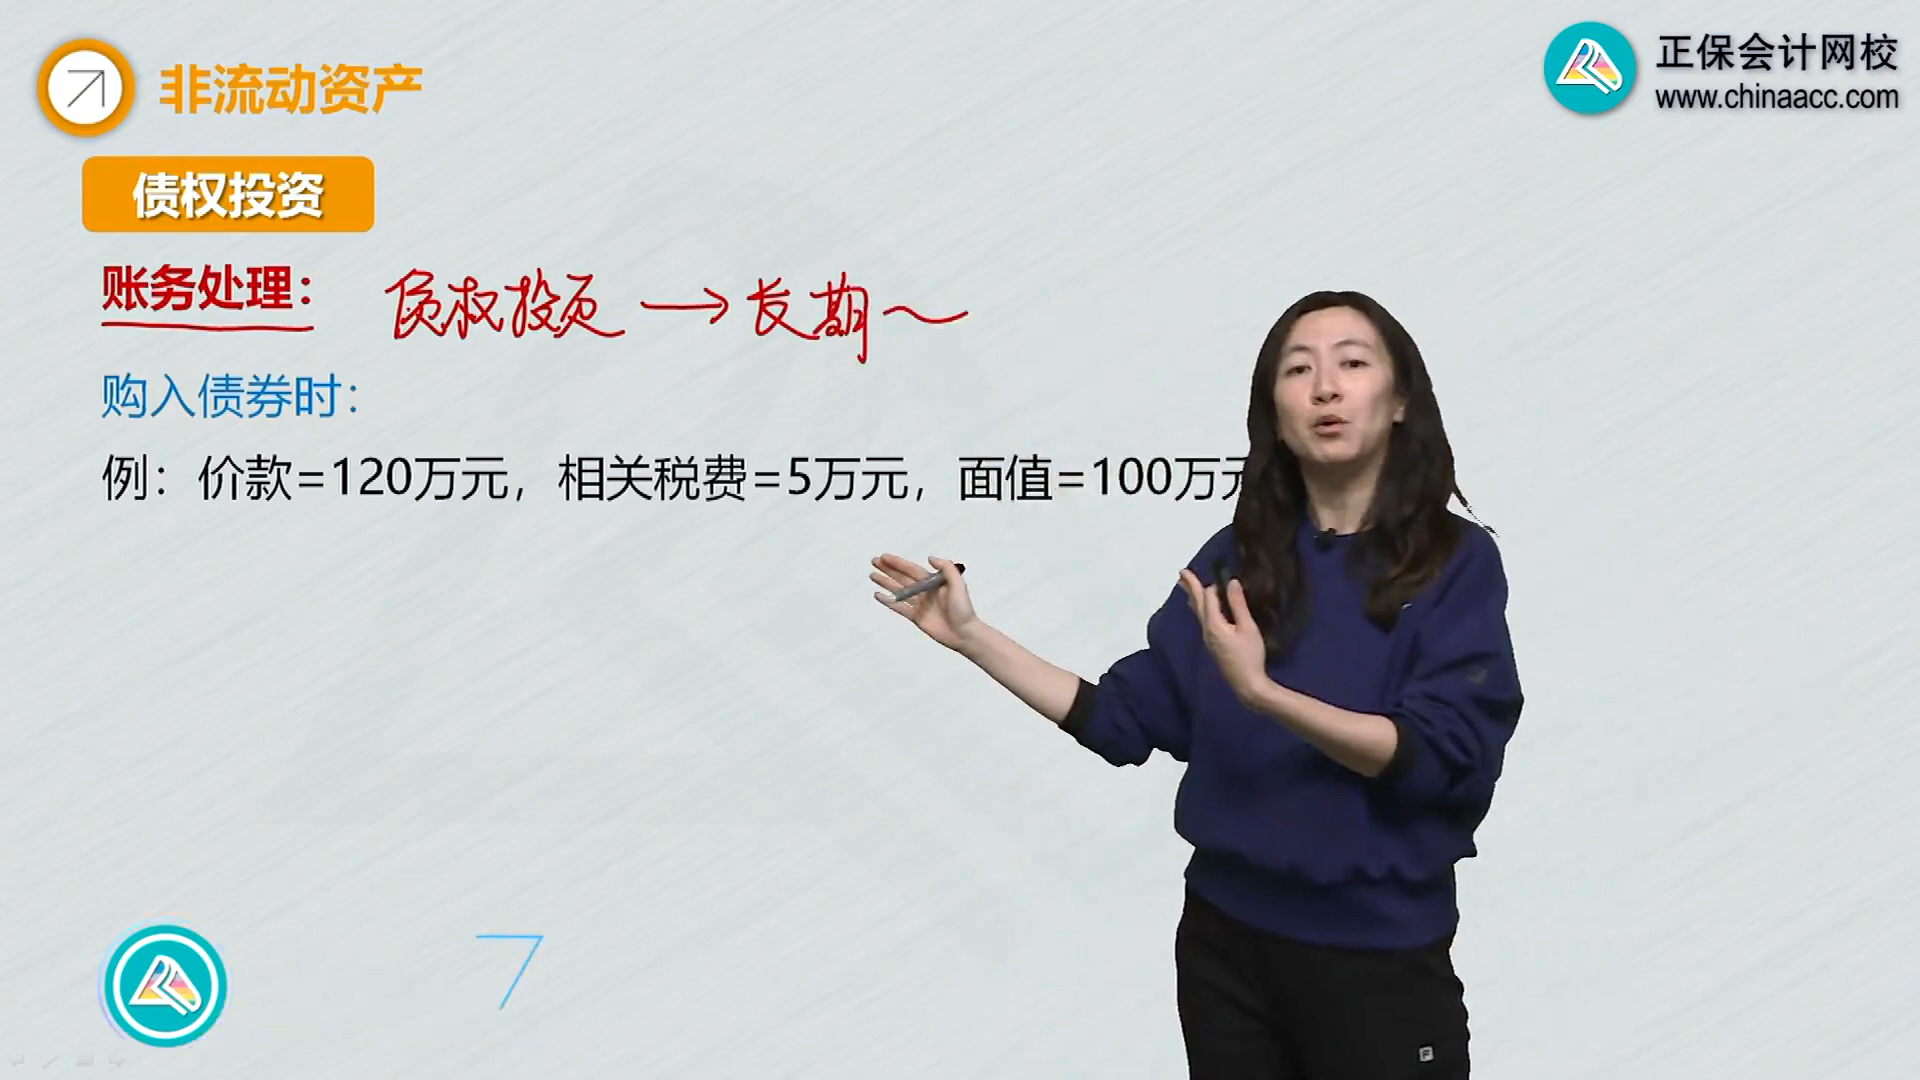 非流动资产
正保会计网校
www.chinaacc.com
债权投资
账务处理：
债权投资→长期～
购入债券时：
例：价款=120万元，相关税费=5万元，面值=100万元